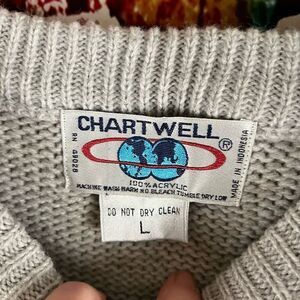 CHARTWELL
®
RN 69026
MADE IN INDONESIA
100% ACRYLIC
MACHINE WASH WARM NO BLEACH TUMBLE DRY LOW
DO NOT DRY CLEAN
L